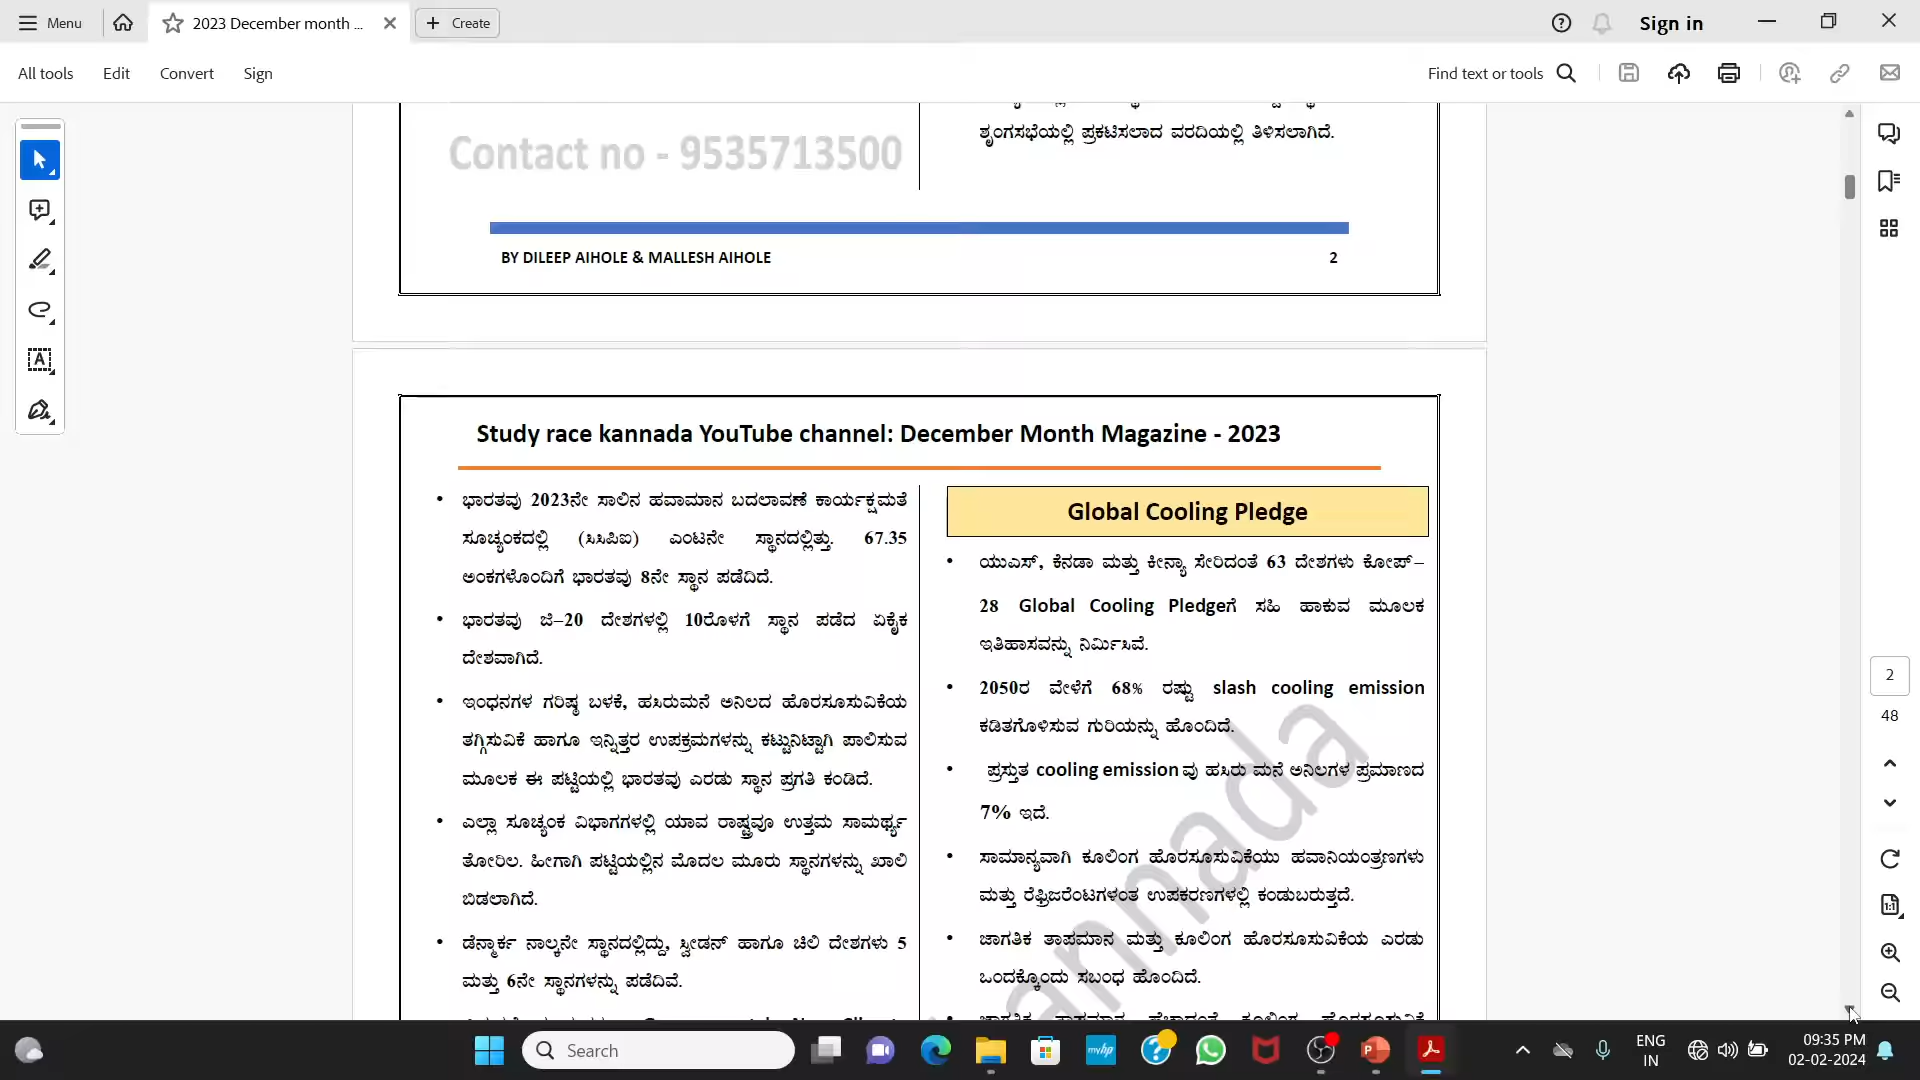 Menu
2023 December month ...
Create
Sign in
All tools
Edit
Convert
Sign
Find text or tools
Contact no - 9535713500
ಶೃಂಗಸಭೆಯಲ್ಲಿ ಪ್ರಕಟಿಸಲಾದ ವರದಿಯಲ್ಲಿ ತಿಳಿಸಲಾಗಿದೆ.
BY DILEEP AIHOLE & MALLESH AIHOLE
2
Study race kannada YouTube channel: December Month Magazine - 2023
• ಭಾರತವು 2023ನೇ ಸಾಲಿನ ಹವಾಮಾನ ಬದಲಾವಣೆ ಕಾರ್ಯಕ್ಷಮತೆ
ಸೂಚ್ಯಂಕದಲ್ಲಿ (ಸಿಸಿಪಿಐ) ಎಂಟನೇ ಸ್ಥಾನದಲ್ಲಿತ್ತು. 67.35
ಅಂಕಗಳೊಂದಿಗೆ ಭಾರತವು 8ನೇ ಸ್ಥಾನ ಪಡೆದಿದೆ.
• ಭಾರತವು ಜಿ–20 ದೇಶಗಳಲ್ಲಿ 10ರೊಳಗೆ ಸ್ಥಾನ ಪಡೆದ ಏಕೈಕ
ದೇಶವಾಗಿದೆ.
• ಇಂಧನಗಳ ಗರಿಷ್ಠ ಬಳಕೆ, ಹಸಿರುಮನೆ ಅನಿಲದ ಹೊರಸೂಸುವಿಕೆಯ
ತಗ್ಗಿಸುವಿಕೆ ಹಾಗೂ ಇನ್ನಿತ್ತರ ಉಪಕ್ರಮಗಳನ್ನು ಕಟ್ಟುನಿಟ್ಟಾಗಿ ಪಾಲಿಸುವ
ಮೂಲಕ ಈ ಪಟ್ಟಿಯಲ್ಲಿ ಭಾರತವು ಎರಡು ಸ್ಥಾನ ಪ್ರಗತಿ ಕಂಡಿದೆ.
• ಎಲ್ಲಾ ಸೂಚ್ಯಂಕ ವಿಭಾಗಗಳಲ್ಲಿ ಯಾವ ರಾಷ್ಟ್ರವೂ ಉತ್ತಮ ಸಾಮರ್ಥ್ಯ
ತೋರಿಲ. ಹೀಗಾಗಿ ಪಟ್ಟಿಯಲ್ಲಿನ ಮೊದಲ ಮೂರು ಸ್ಥಾನಗಳನ್ನು ಖಾಲಿ
ಬಿಡಲಾಗಿದೆ.
• ಡೆನ್ಮಾರ್ಕ ನಾಲ್ಕನೇ ಸ್ಥಾನದಲ್ಲಿದ್ದು, ಸ್ವೀಡನ್ ಹಾಗೂ ಚಿಲಿ ದೇಶಗಳು 5
ಮತ್ತು 6ನೇ ಸ್ಥಾನಗಳನ್ನು ಪಡೆದಿವೆ.
Global Cooling Pledge
• ಯುಎಸ್, ಕೆನಡಾ ಮತ್ತು ಕೀನ್ಯಾ ಸೇರಿದಂತೆ 63 ದೇಶಗಳು ಕೋಪ್–
28 Global Cooling Pledgeಗೆ ಸಹಿ ಹಾಕುವ ಮೂಲಕ
ಇತಿಹಾಸವನ್ನು ನಿರ್ಮಿಸಿವೆ.
• 2050ರ ವೇಳೆಗೆ 68% ರಷ್ಟು slash cooling emission
ಕಡಿತಗೊಳಿಸುವ ಗುರಿಯನ್ನು ಹೊಂದಿದೆ.
• ಪ್ರಸ್ತುತ cooling emissionವು ಹಸಿರು ಮನೆ ಅನಿಲಗಳ ಪ್ರಮಾಣದ
7% ಇದೆ.
• ಸಾಮಾನ್ಯವಾಗಿ ಕೂಲಿಂಗ ಹೊರಸೂಸುವಿಕೆಯು ಹವಾನಿಯಂತ್ರಣಗಳು
ಮತ್ತು ರೆಫ್ರಿಜರೆಂಟಗಳಂತ ಉಪಕರಣಗಳಲ್ಲಿ ಕಂಡುಬರುತ್ತದೆ.
• ಜಾಗತಿಕ ತಾಪಮಾನ ಮತ್ತು ಕೂಲಿಂಗ ಹೊರಸೂಸುವಿಕೆಯ ಎರಡು
ಒಂದಕ್ಕೊಂದು ಸಬಂಧ ಹೊಂದಿದೆ.
annada
2
48
Search
ENG
IN
09:35 PM
02-02-2024